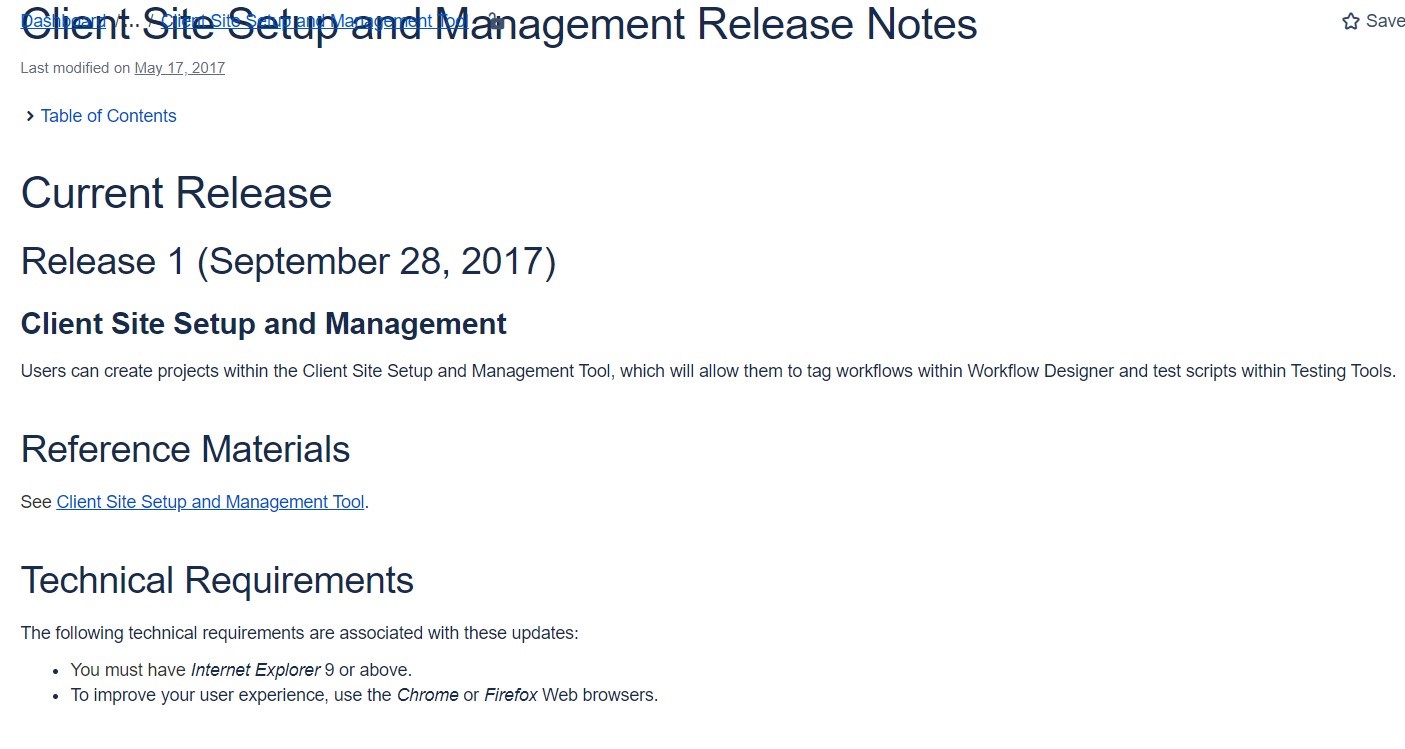 Dashboard / ... / Client Site Setup and Management Tool
Save
Client Site Setup and Management Release Notes
Last modified on May 17, 2017
Table of Contents
Current Release
Release 1 (September 28, 2017)
Client Site Setup and Management
Users can create projects within the Client Site Setup and Management Tool, which will allow them to tag workflows within Workflow Designer and test scripts within Testing Tools.
Reference Materials
See Client Site Setup and Management Tool.
Technical Requirements
The following technical requirements are associated with these updates:
• You must have Internet Explorer 9 or above.
• To improve your user experience, use the Chrome or Firefox Web browsers.